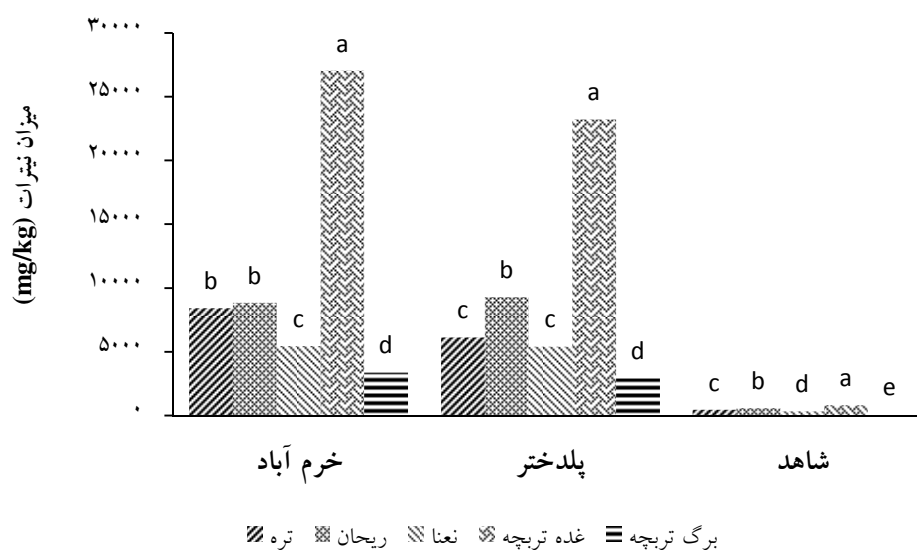 میزان نیترات (mg/kg)
۳۰۰۰۰
۲۵۰۰۰
۲۰۰۰۰
۱۵۰۰۰
۱۰۰۰۰
۵۰۰۰
۰
b b c a d
c b c a d
c b d a e
خرم آباد
پلدختر
شاهد
تره ریحان نعنا غده تربچه برگ تربچه